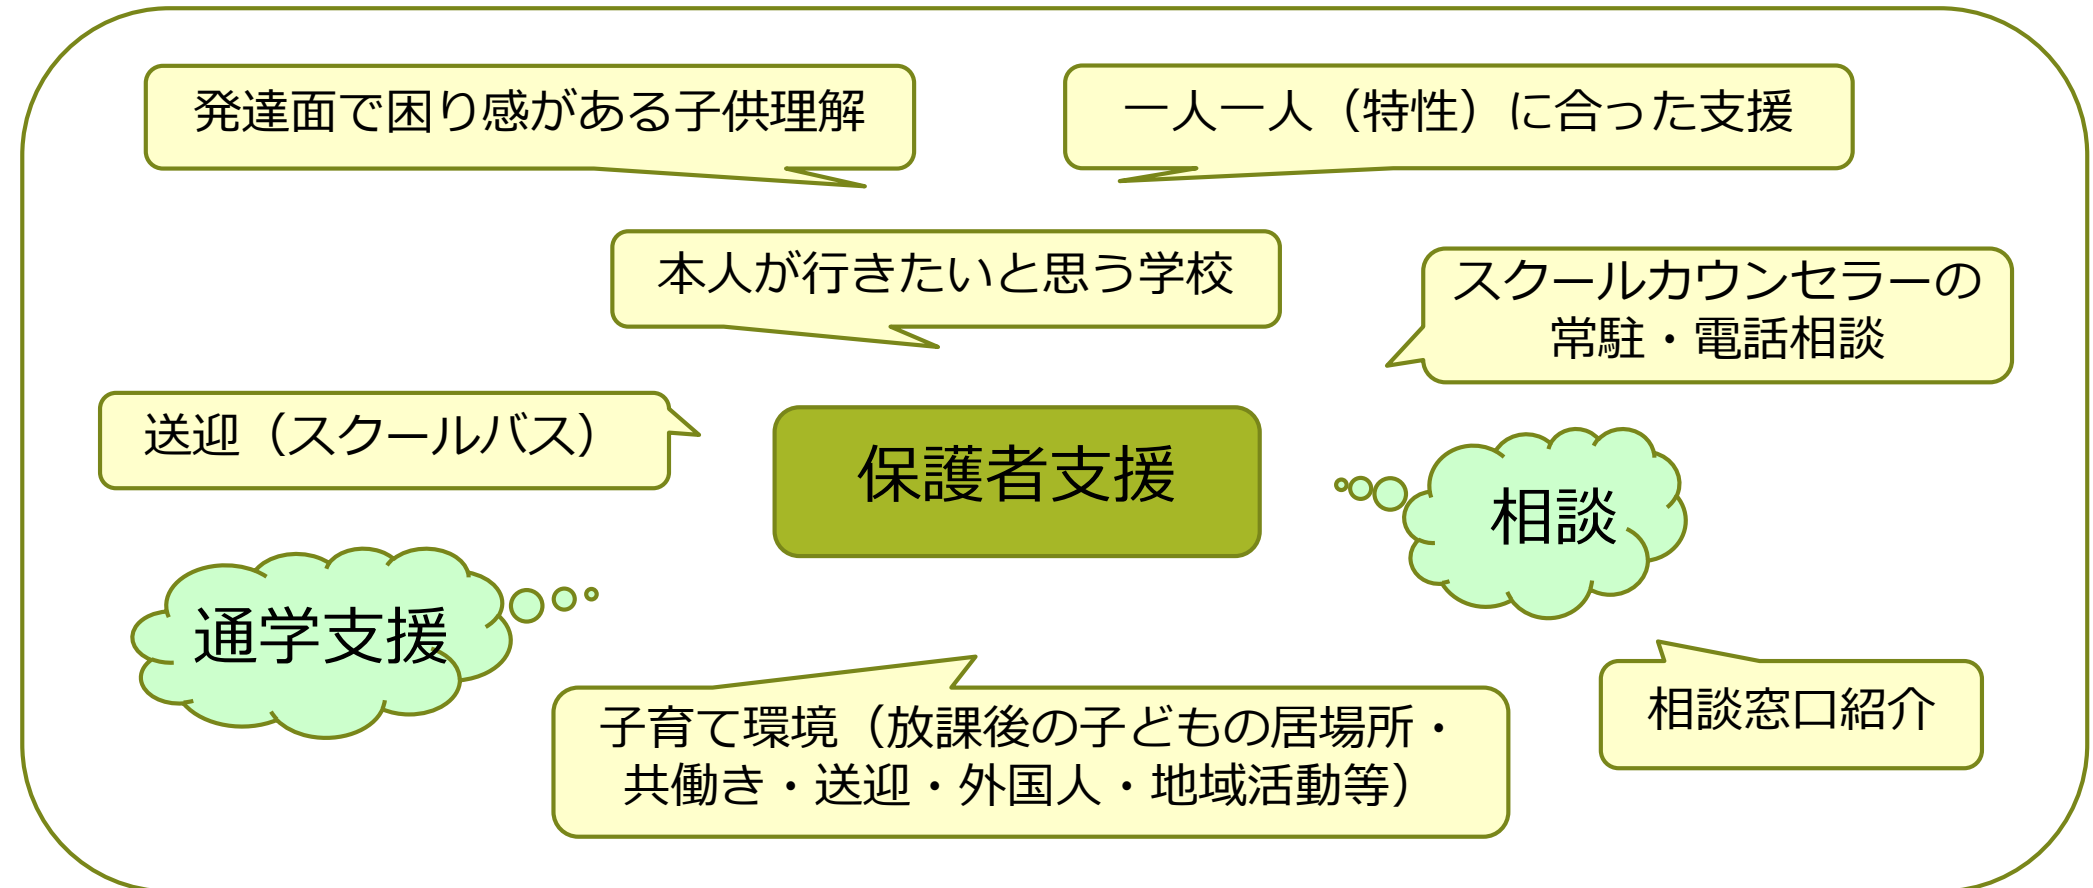 発達面で困り感がある子供理解
一人一人（特性）に合った支援
本人が行きたいと思う学校
スクールカウンセラーの
常駐・電話相談
送迎（スクールバス）
保護者支援
相談
通学支援
子育て環境（放課後の子どもの居場所・
共働き・送迎・外国人・地域活動等）
相談窓口紹介